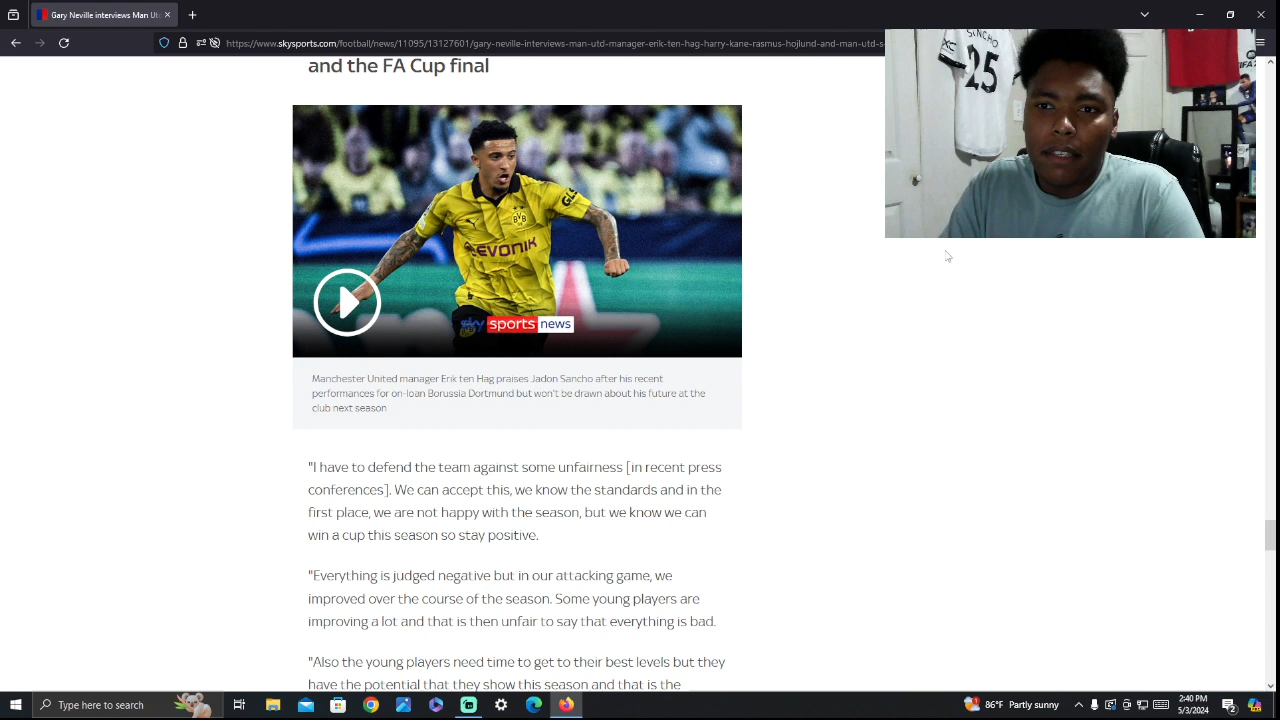 Gary Neville interviews Man Utd
https://www.skysports.com/football/news/11095/13127601/gary-neville-interviews-man-utd-manager-erik-ten-hag-harry-kane-rasmus-hojlund-and-man-utd-s
SANCHO
25
and the FA Cup final
EVONIK
BVB
09
sky sports news
Manchester United manager Erik ten Hag praises Jadon Sancho after his recent
performances for on-loan Borussia Dortmund but won't be drawn about his future at the
club next season
"I have to defend the team against some unfairness [in recent press
conferences]. We can accept this, we know the standards and in the
first place, we are not happy with the season, but we know we can
win a cup this season so stay positive.
"Everything is judged negative but in our attacking game, we
improved over the course of the season. Some young players are
improving a lot and that is then unfair to say that everything is bad.
"Also the young players need time to get to their best levels but they
have the potential that they show this season and that is the
Type here to search
86°F Partly sunny
2:40 PM
5/3/2024
2